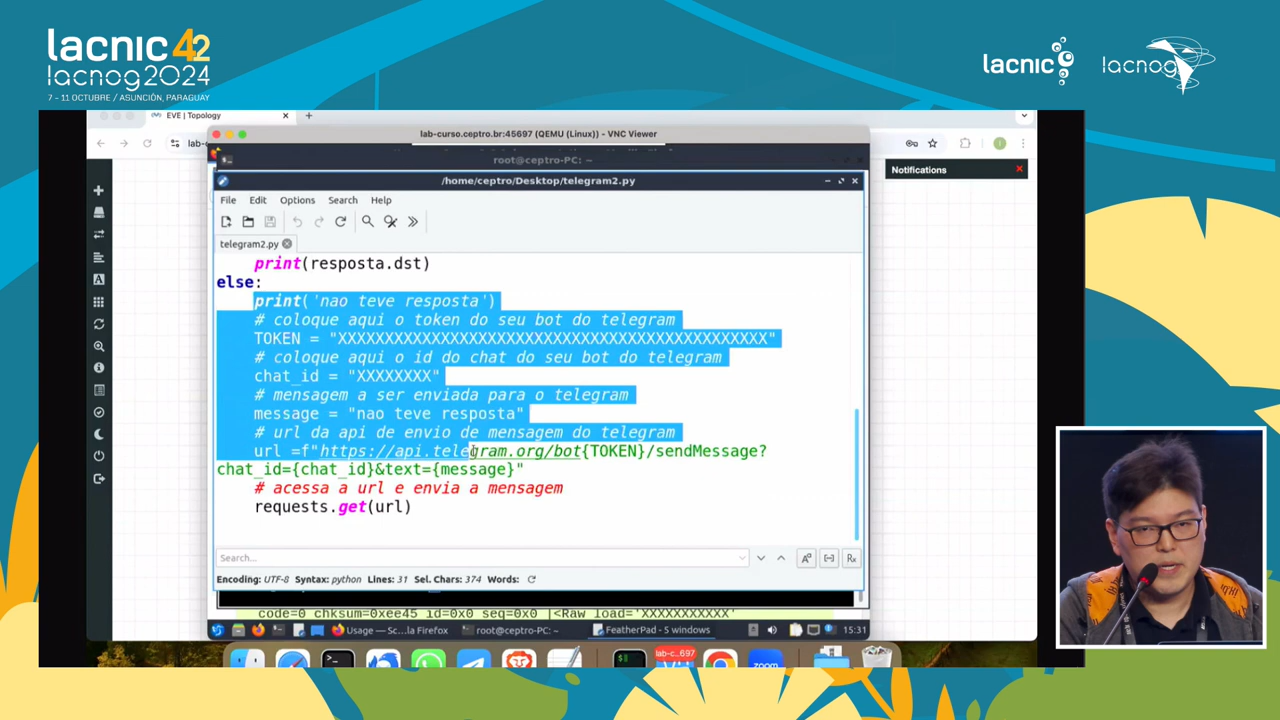 lacnic 42
lacnog 2024
7 - 11 OCTUBRE / ASUNCIÓN, PARAGUAY
lacnic
lacnog
EVE | Topology
lab-
lab-curso.ceptro.br:45697 (QEMU (Linux)) - VNC Viewer
Notifications
root@ceptro-PC: ~
/home/ceptro/Desktop/telegram2.py
File Edit Options Search Help
telegram2.py
print(resposta.dst)
else:
print('nao teve resposta')
# coloque aqui o token do seu bot do telegram
TOKEN = "XXXXXXXXXXXXXXXXXXXXXXXXXXXXXXXXXXXXXXXXXXXXXX"
# coloque aqui o id do chat do seu bot do telegram
chat_id = "XXXXXXXX"
# mensagem a ser enviada para o telegram
message = "nao teve resposta"
# url da api de envio de mensagem do telegram
url =f"https://api.telegram.org/bot{TOKEN}/sendMessage?
chat_id={chat_id}&text={message}"
# acessa a url e envia a mensagem
requests.get(url)
Search...
Encoding: UTF-8 Syntax: python Lines: 31 Sel. Chars: 374 Words:
code=0 chksum=0xee45 id=0x0 seq=0x0 |<Raw load='XXXXXXXXXXX'
Usage — Sc...la Firefox
root@ceptro-PC: ~
FeatherPad - 5 windows
15:31
lab-c...697
zoom